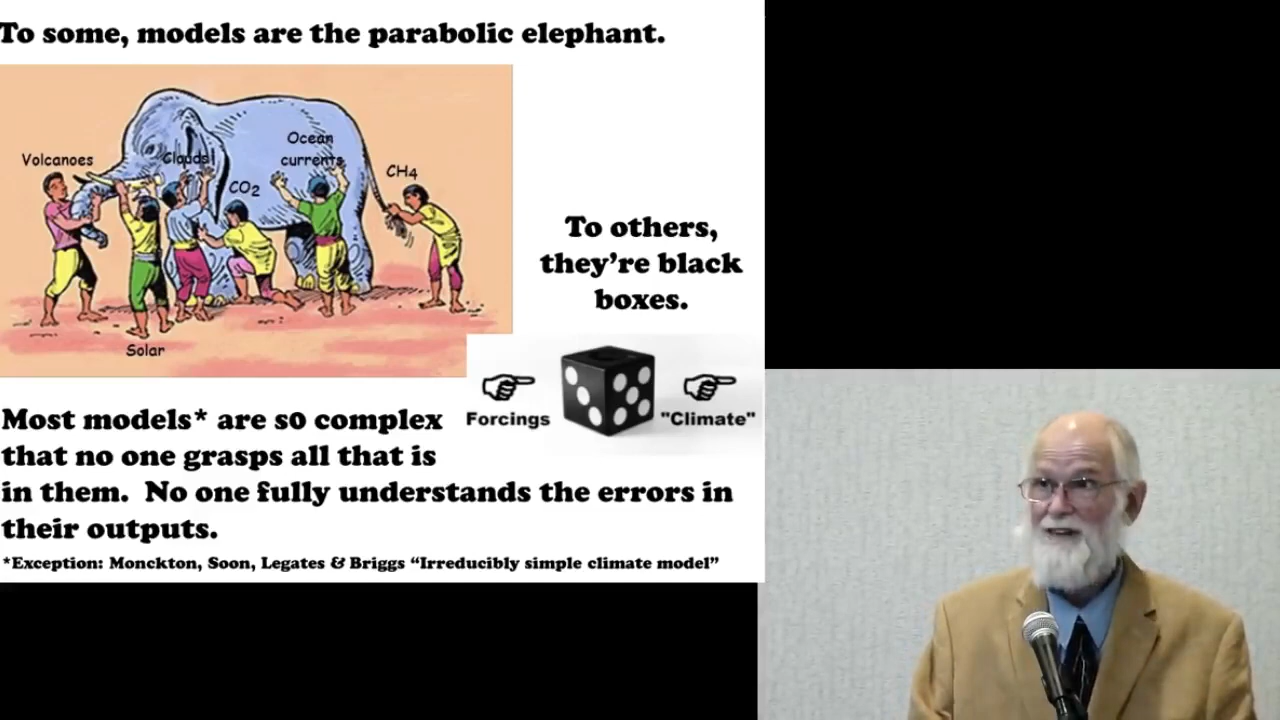 To some, models are the parabolic elephant.
Volcanoes
Clouds
Ocean
currents
CO2
CH4
Solar
To others,
they're black
boxes.
Forcings
"Climate"
Most models* are so complex
that no one grasps all that is
in them. No one fully understands the errors in
their outputs.
*Exception: Monckton, Soon, Legates & Briggs "Irreducibly simple climate model"